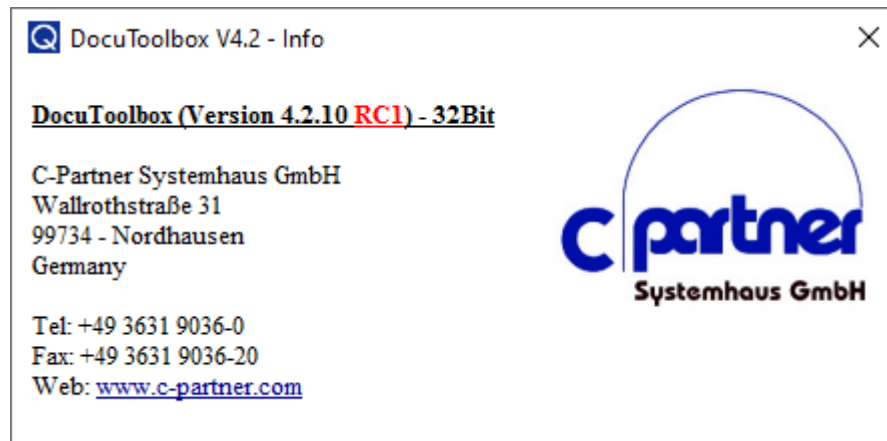 DocuToolbox V4.2 - Info
DocuToolbox (Version 4.2.10 RC1) - 32Bit
C-Partner Systemhaus GmbH
Wallrothstraße 31
99734 - Nordhausen
Germany
Tel: +49 3631 9036-0
Fax: +49 3631 9036-20
Web: www.c-partner.com
C partner
Systemhaus GmbH